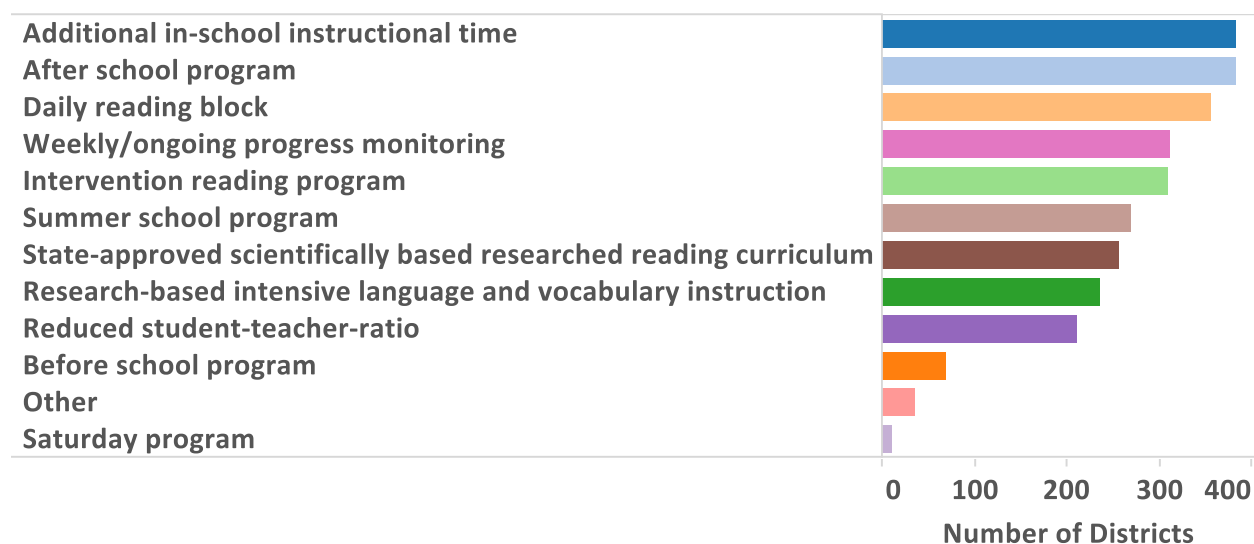 Additional in-school instructional time
After school program
Daily reading block
Weekly/ongoing progress monitoring
Intervention reading program
Summer school program
State-approved scientifically based researched reading curriculum
Research-based intensive language and vocabulary instruction
Reduced student-teacher-ratio
Before school program
Other
Saturday program
0 100 200 300 400
Number of Districts